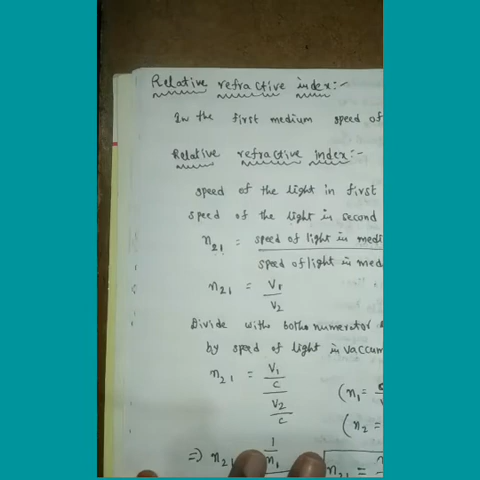 Relative refractive index:-
In the first medium speed of
Relative refractive index:-
speed of the light in first
speed of the light in second
n21 = speed of light in medi
speed of light in med
n21 = V1
V2
Divide with both numerator
by speed of light in vaccum
n21 = V1
C
V2
C
(n1 =
(n2 =
=> n21 1
n1
n21 =